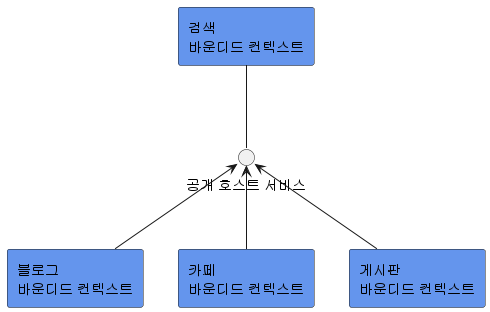 검색
바운디드 컨텍스트
공개 호스트 서비스
블로그
바운디드 컨텍스트
카페
바운디드 컨텍스트
게시판
바운디드 컨텍스트